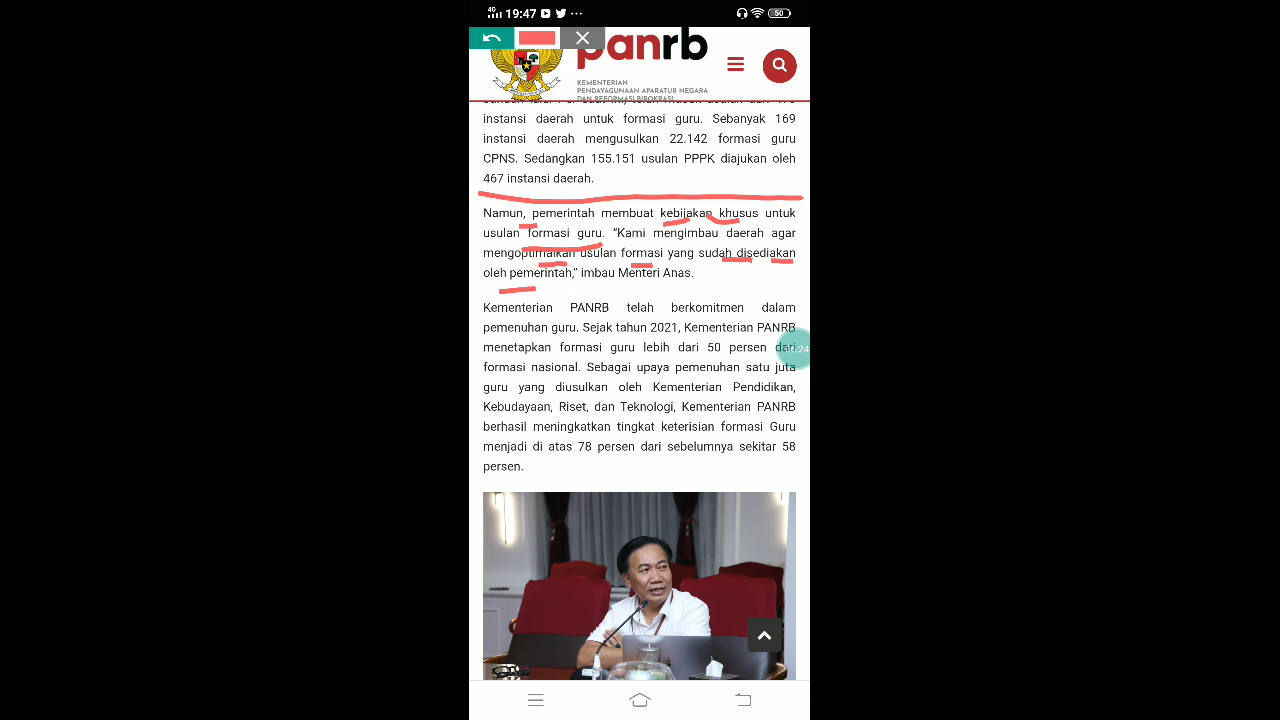 4G 19:47 50
panrb
KEMENTERIAN
PENDAYAGUNAAN APARATUR NEGARA
DAN REFORMASI BIROKRASI
instansi daerah untuk formasi guru. Sebanyak 169
instansi daerah mengusulkan 22.142 formasi guru
CPNS. Sedangkan 155.151 usulan PPPK diajukan oleh
467 instansi daerah.
Namun, pemerintah membuat kebijakan khusus untuk
usulan formasi guru. “Kami mengimbau daerah agar
mengoptimalkan usulan formasi yang sudah disediakan
oleh pemerintah,” imbau Menteri Anas.
Kementerian PANRB telah berkomitmen dalam
pemenuhan guru. Sejak tahun 2021, Kementerian PANRB
menetapkan formasi guru lebih dari 50 persen dari
formasi nasional. Sebagai upaya pemenuhan satu juta
guru yang diusulkan oleh Kementerian Pendidikan,
Kebudayaan, Riset, dan Teknologi, Kementerian PANRB
berhasil meningkatkan tingkat keterisian formasi Guru
menjadi di atas 78 persen dari sebelumnya sekitar 58
persen.